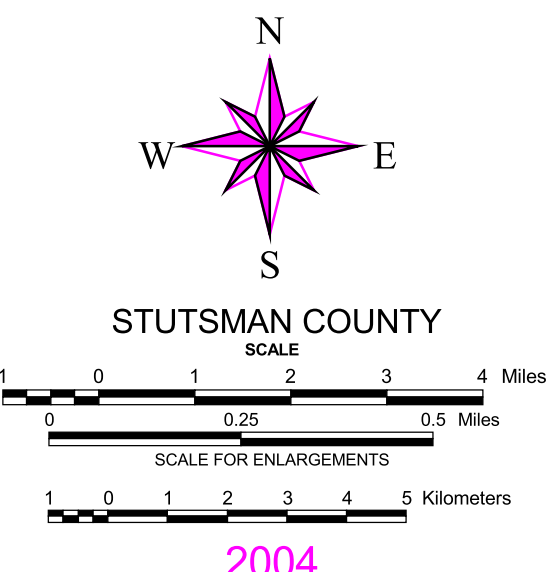 N
W E
S
STUTSMAN COUNTY
SCALE
1 0 1 2 3 4 Miles
0 0.25 0.5 Miles
SCALE FOR ENLARGEMENTS
1 0 1 2 3 4 5 Kilometers
2004